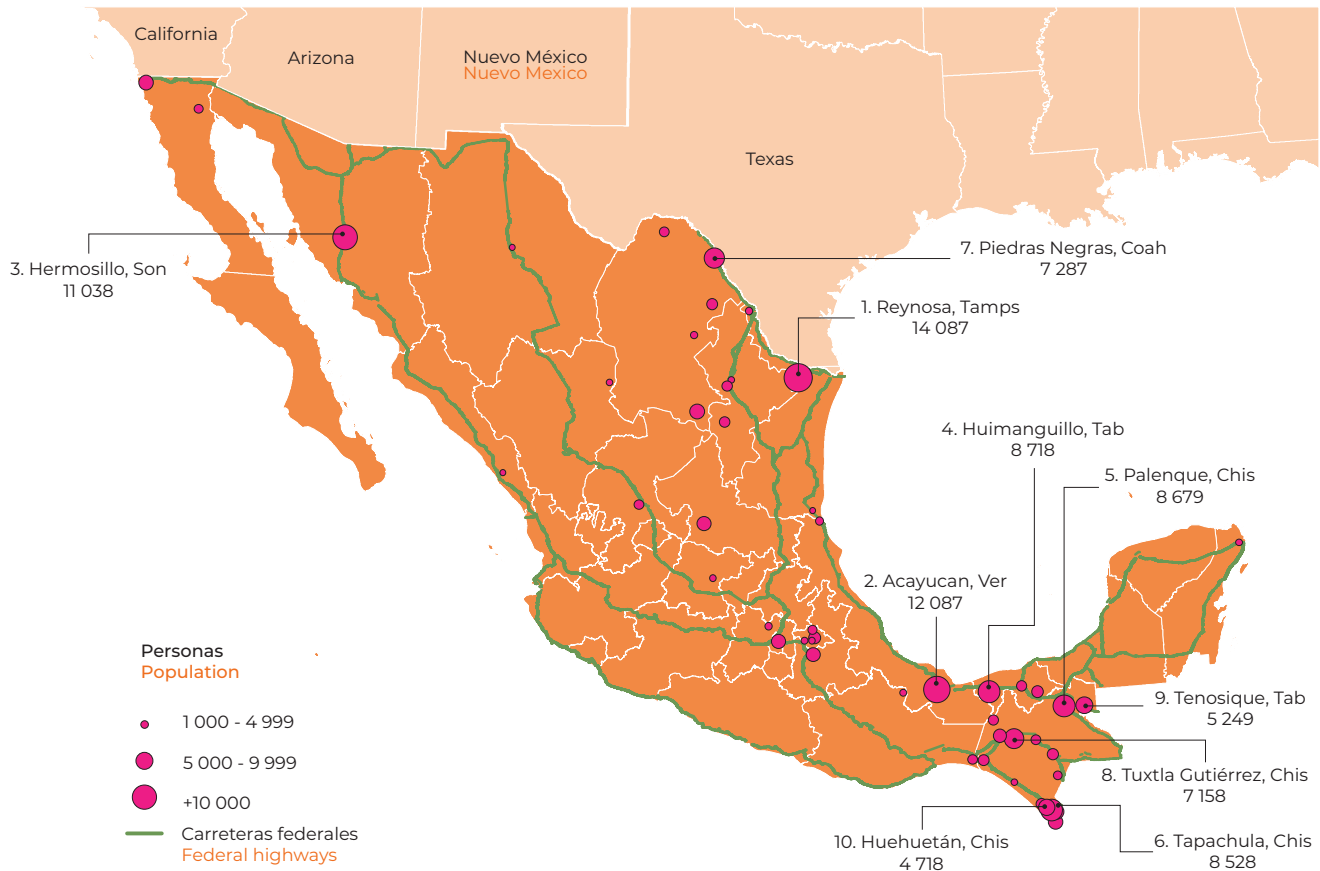 California
Arizona
Nuevo México
Nuevo Mexico
Texas
3. Hermosillo, Son
11 038
7. Piedras Negras, Coah
7 287
1. Reynosa, Tamps
14 087
4. Huimanguillo, Tab
8 718
5. Palenque, Chis
8 679
2. Acayucan, Ver
12 087
9. Tenosique, Tab
5 249
8. Tuxtla Gutiérrez, Chis
7 158
10. Huehuetán, Chis
4 718
6. Tapachula, Chis
8 528
Personas
Population
1 000 - 4 999
5 000 - 9 999
+10 000
Carreteras federales
Federal highways